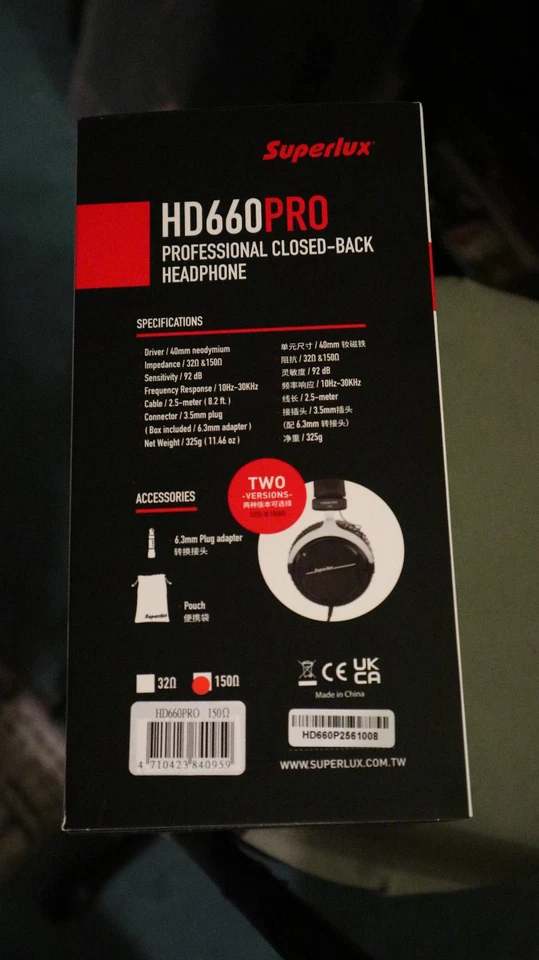 Superlux
HD660PRO
PROFESSIONAL CLOSED-BACK
HEADPHONE
SPECIFICATIONS
Driver / 40mm neodymium
Impedance / 32Ω &150Ω
Sensitivity / 92 dB
Frequency Response / 10Hz-30KHz
Cable / 2.5-meter ( 8.2 ft. )
Connector / 3.5mm plug
( Box included / 6.3mm adapter )
Net Weight / 325g ( 11.46 oz )
单元尺寸 / 40mm 钕磁铁
阻抗 / 32Ω &150Ω
灵敏度 / 92 dB
频率响应 / 10Hz-30KHz
线长 / 2.5-meter
接插头 / 3.5mm插头
(配 6.3mm 转接头)
净重 / 325g
ACCESSORIES
6.3mm Plug adapter
转换接头
Superlux
Pouch
便携袋
TWO
-VERSIONS-
两种版本可选择
32Ω & 150Ω
Superlux
32Ω 150Ω
HD660PRO 150Ω
4 710423 840959
CE UK
CA
Made in China
HD660P2561008
WWW.SUPERLUX.COM.TW